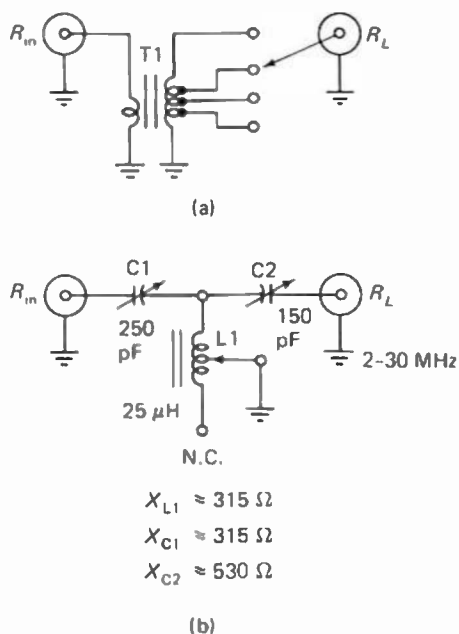 R_in T1 R_L
(a)
C1 C2
R_in R_L
250 pF
150 pF
L1
2–30 MHz
25 μH
N.C.
X_L1 ≈ 315 Ω
X_C1 ≈ 315 Ω
X_C2 ≈ 530 Ω
(b)